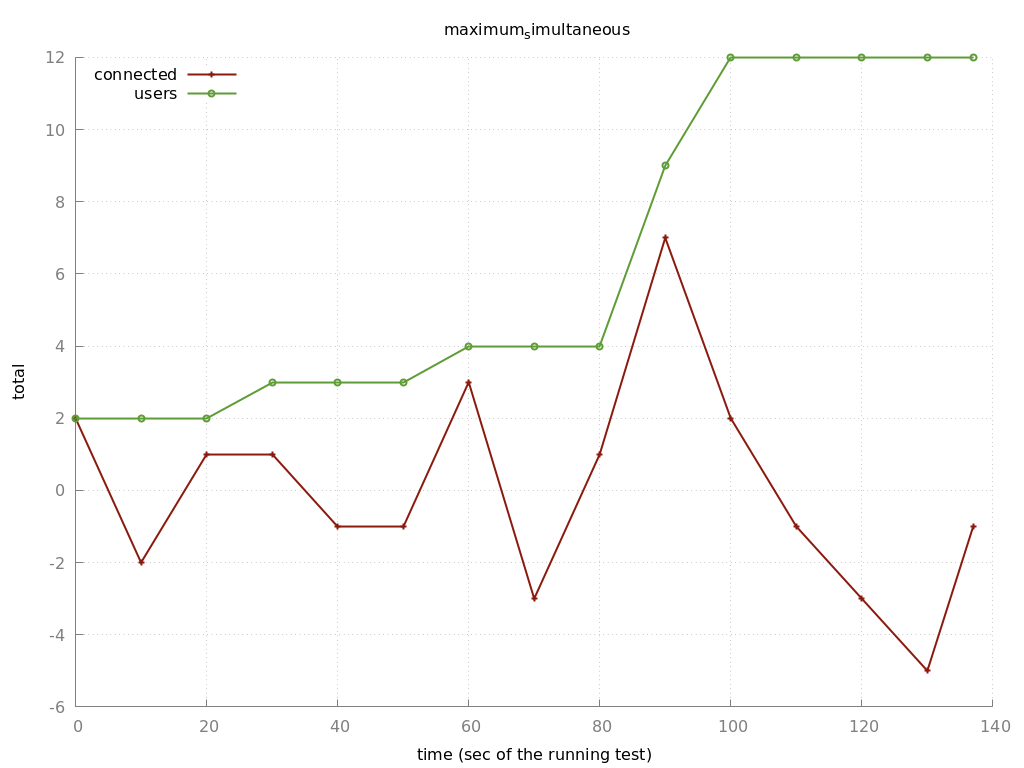 maximum_simultaneous
connected
users
12
10
8
6
4
2
0
-2
-4
-6
total
0 20 40 60 80 100 120 140
time (sec of the running test)